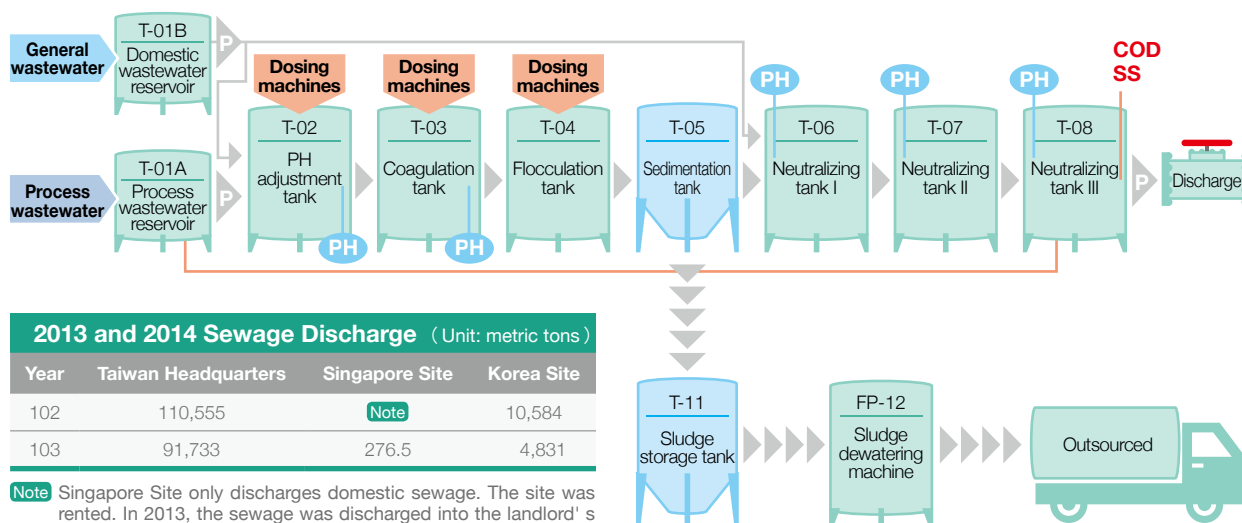 General
wastewater
T-01B
Domestic
wastewater
reservoir
P
Process
wastewater
T-01A
Process
wastewater
reservoir
P
Dosing
machines
T-02
PH
adjustment
tank
PH
Dosing
machines
T-03
Coagulation
tank
PH
Dosing
machines
T-04
Flocculation
tank
T-05
Sedimentation
tank
PH
T-06
Neutralizing
tank I
PH
T-07
Neutralizing
tank II
PH
T-08
Neutralizing
tank III
COD
SS
P
Discharge
T-11
Sludge
storage tank
FP-12
Sludge
dewatering
machine
Outsourced
2013 and 2014 Sewage Discharge (Unit: metric tons)
Year Taiwan Headquarters Singapore Site Korea Site
102 110,555 Note 10,584
103 91,733 276.5 4,831
Note Singapore Site only discharges domestic sewage. The site was
rented. In 2013, the sewage was discharged into the landlord' s